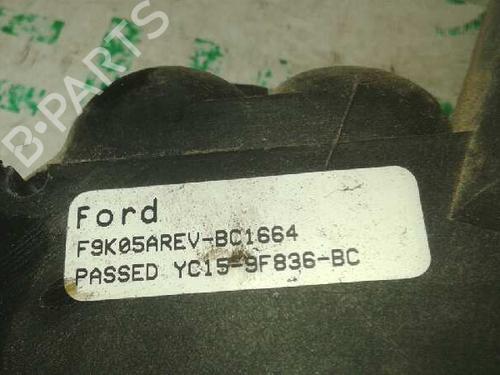 B-PARTS
Ford
F9K05AREV-BC1664
PASSED YC15-9F836-BC